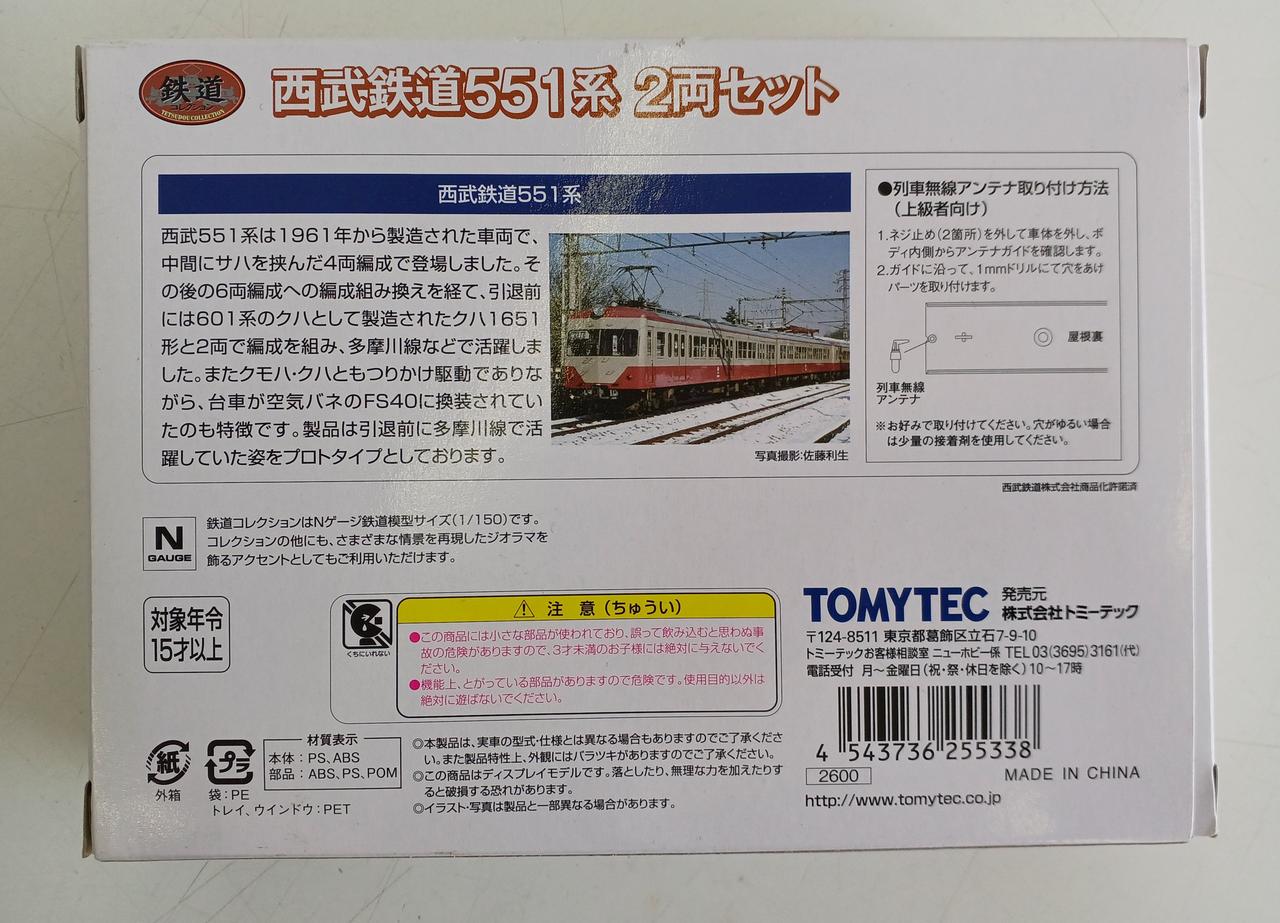 鉄道
コレクション
TETSUDOU COLLECTION
西武鉄道551系 2両セット
西武鉄道551系
西武551系は1961年から製造された車両で、
中間にサハを挟んだ4両編成で登場しました。そ
の後の6両編成への編成組み換えを経て、引退前
には601系のクハとして製造されたクハ1651
形と2両で編成を組み、多摩川線などで活躍しま
した。またクモハ・クハともつりかけ駆動でありな
がら、台車が空気バネのFS40に換装されてい
たのも特徴です。製品は引退前に多摩川線で活
躍していた姿をプロトタイプとしております。
写真撮影:佐藤利生
●列車無線アンテナ取り付け方法
(上級者向け)
1.ネジ止め(2箇所)を外して車体を外し、ボ
ディ内側からアンテナガイドを確認します。
2.ガイドに沿って、1mmドリルにて穴をあけ
パーツを取り付けます。
屋根裏
列車無線
アンテナ
※お好みで取り付けてください。穴がゆるい場合
は少量の接着剤を使用してください。
西武鉄道株式会社商品化許諾済
N
GAUGE
鉄道コレクションはNゲージ鉄道模型サイズ(1/150)です。
コレクションの他にも、さまざまな情景を再現したジオラマを
飾るアクセントとしてもご利用いただけます。
対象年令
15才以上
くちにいれない
注 意 (ちゅうい)
●この商品には小さな部品が使われており、誤って飲み込むと思わぬ事
故の危険がありますので、3才未満のお子様には絶対に与えないでく
ださい。
●機能上、とがっている部品がありますので危険です。使用目的以外は
絶対に遊ばないでください。
TOMYTEC
発売元
株式会社トミーテック
〒124-8511 東京都葛飾区立石7-9-10
トミーテックお客様相談室 ニューホビー係 TEL 03(3695)3161(代)
電話受付 月〜金曜日(祝・祭・休日を除く)10〜17時
4 543736 255338
2600
MADE IN CHINA
http://www.tomytec.co.jp
紙
外箱
プラ
袋:PE
トレイ、ウインドウ:PET
材質表示
本体:PS、ABS
部品:ABS、PS、POM
◎本製品は、実車の型式・仕様とは異なる場合もありますのでご了承くださ
い。また製品特性上、外観にはバラツキがありますのでご了承ください。
◎この商品はディスプレイモデルです。落としたり、無理な力を加えたりす
ると破損する恐れがあります。
◎イラスト・写真は製品と一部異なる場合があります。